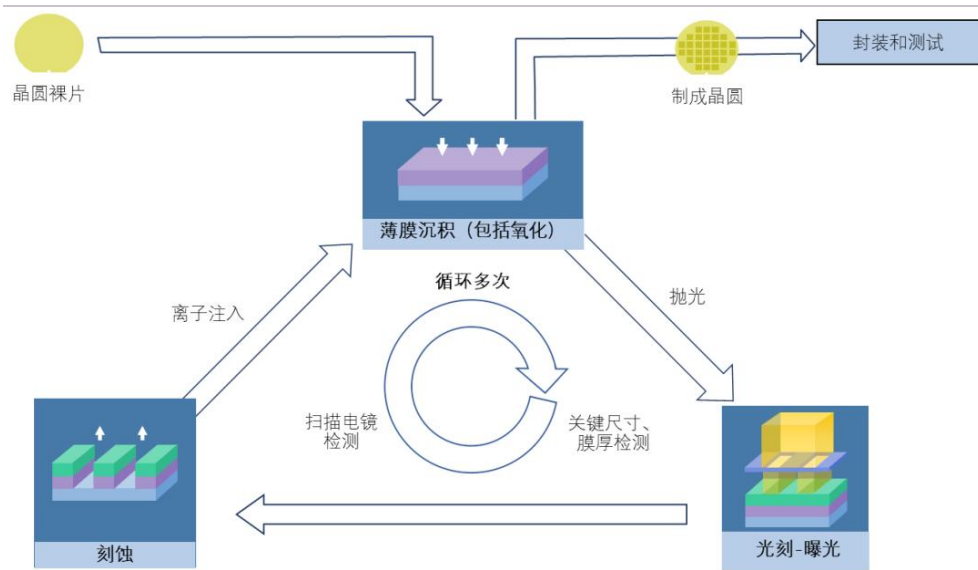 晶圆裸片
制成晶圆
封装和测试
薄膜沉积（包括氧化）
循环多次
离子注入
抛光
扫描电镜
检测
关键尺寸、
膜厚检测
刻蚀
光刻-曝光